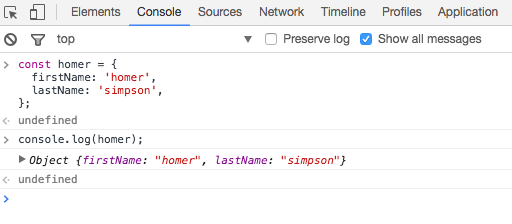 Elements Console Sources Network Timeline Profiles Application
top Preserve log Show all messages
> const homer = {
firstName: 'homer',
lastName: 'simpson',
};
undefined
> console.log(homer);
Object {firstName: "homer", lastName: "simpson"}
undefined
>